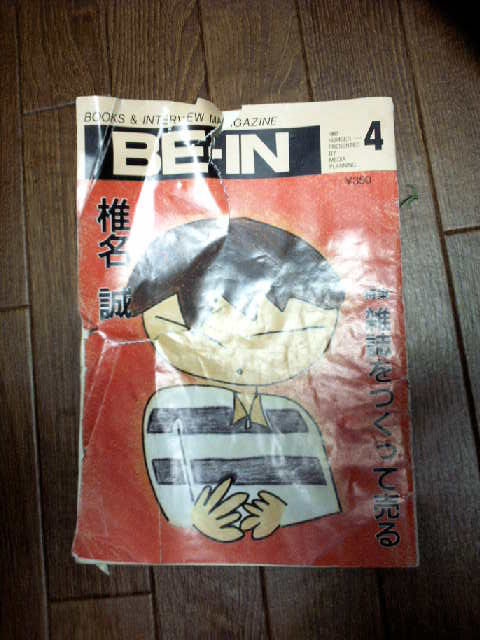 BOOKS & INTERVIEW MAGAZINE
BE-IN
NUMBER
PRESENTED
BY
MEDIA
PLANNING
4
¥350
椎名 誠
雑誌をつくって売る